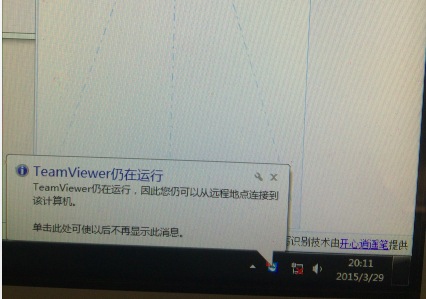 TeamViewer仍在运行
TeamViewer仍在运行，因此您仍可以从远程地点连接到
该计算机。
单击此处可使以后不再显示此消息。
识别技术由开心逍遥笔提供
20:11
2015/3/29